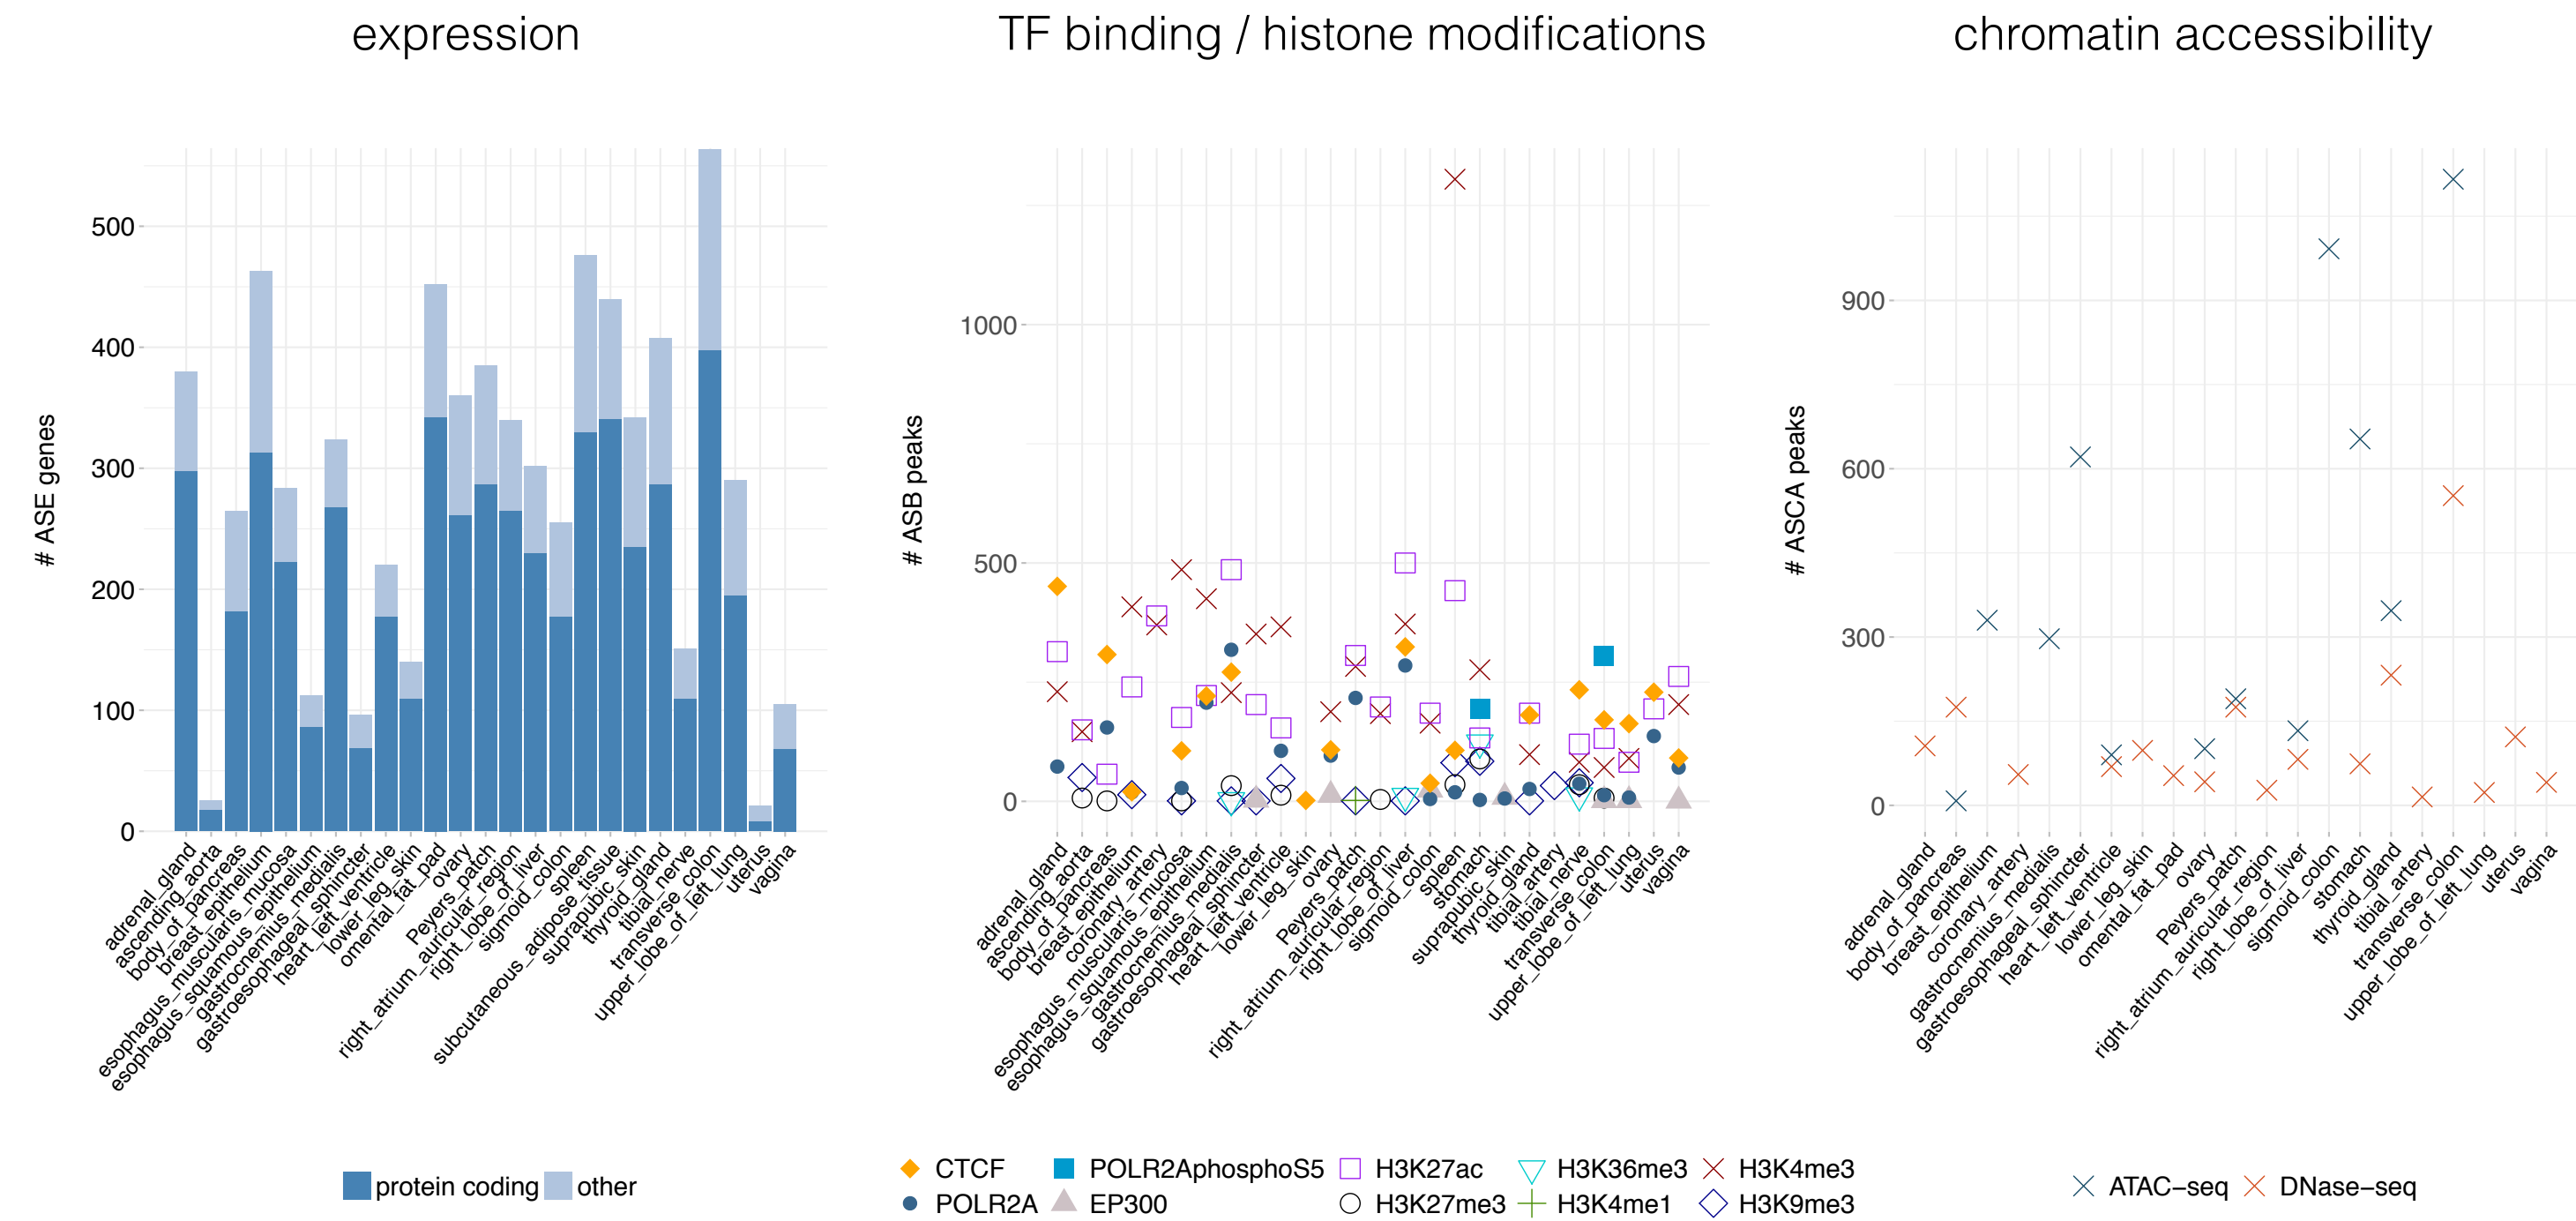 expression
TF binding / histone modifications
chromatin accessibility
# ASE genes
500
400
300
200
100
0
adrenal_gland
ascending_aorta
body_of_pancreas
breast_epithelium
esophagus_muscularis_mucosa
esophagus_squamous_epithelium
gastrocnemius_medialis
gastroesophageal_sphincter
heart_left_ventricle
lower_leg_skin
omental_fat_pad
ovary
Peyers_patch
right_atrium_auricular_region
right_lobe_of_liver
sigmoid_colon
spleen
subcutaneous_adipose_tissue
suprapubic_skin
thyroid_gland
tibial_nerve
transverse_colon
upper_lobe_of_left_lung
uterus
vagina
protein coding
other
# ASB peaks
1000
500
0
adrenal_gland
ascending_aorta
body_of_pancreas
breast_epithelium
coronary_artery
esophagus_muscularis_mucosa
esophagus_squamous_epithelium
gastrocnemius_medialis
gastroesophageal_sphincter
heart_left_ventricle
lower_leg_skin
ovary
Peyers_patch
right_atrium_auricular_region
right_lobe_of_liver
sigmoid_colon
spleen
stomach
suprapubic_skin
thyroid_gland
tibial_artery
tibial_nerve
transverse_colon
upper_lobe_of_left_lung
uterus
vagina
CTCF POLR2AphosphoS5 H3K27ac H3K36me3 H3K4me3
POLR2A EP300 H3K27me3 H3K4me1 H3K9me3
# ASCA peaks
900
600
300
0
adrenal_gland
body_of_pancreas
breast_epithelium
coronary_artery
gastrocnemius_medialis
gastroesophageal_sphincter
heart_left_ventricle
lower_leg_skin
omental_fat_pad
ovary
Peyers_patch
right_atrium_auricular_region
right_lobe_of_liver
sigmoid_colon
stomach
thyroid_gland
tibial_artery
transverse_colon
upper_lobe_of_left_lung
uterus
vagina
ATAC−seq DNase−seq